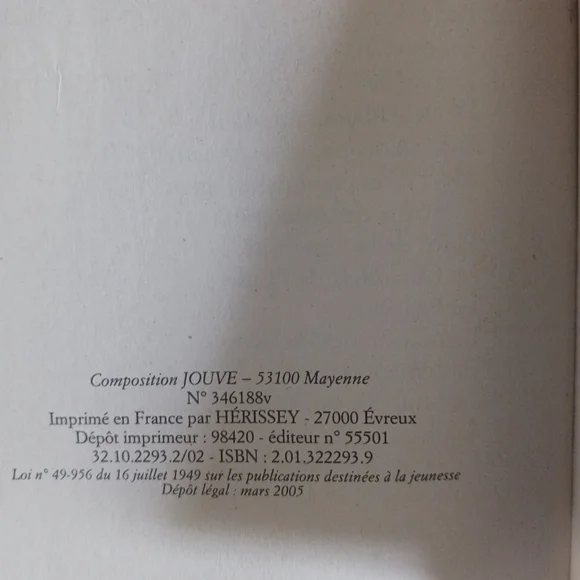 Composition JOUVE – 53100 Mayenne
N° 346188v
Imprimé en France par HÉRISSEY - 27000 Évreux
Dépôt imprimeur : 98420 - éditeur n° 55501
32.10.2293.2/02 - ISBN : 2.01.322293.9
Loi n° 49-956 du 16 juillet 1949 sur les publications destinées à la jeunesse
Dépôt légal : mars 2005